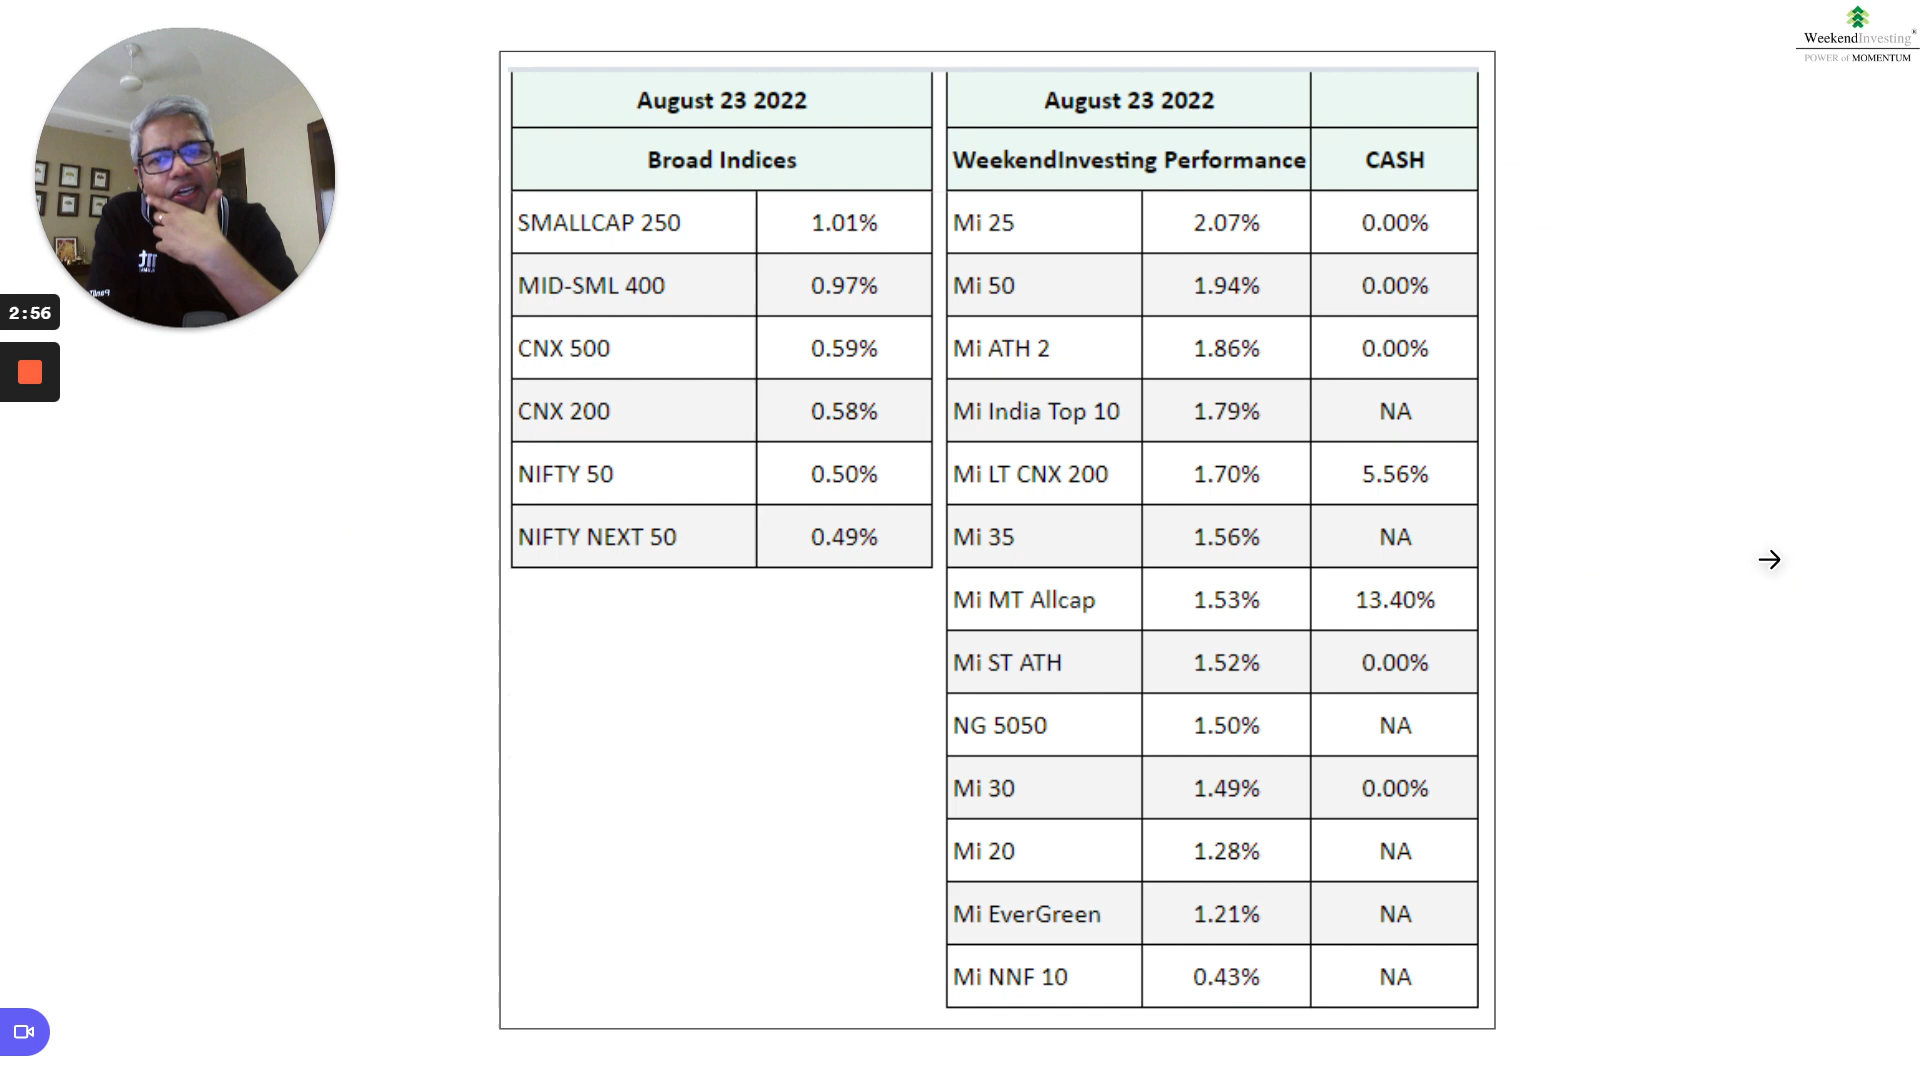 WeekendInvesting
POWER of MOMENTUM
2:56
August 23 2022
Broad Indices
SMALLCAP 250 1.01%
MID-SML 400 0.97%
CNX 500 0.59%
CNX 200 0.58%
NIFTY 50 0.50%
NIFTY NEXT 50 0.49%
August 23 2022
WeekendInvesting Performance CASH
Mi 25 2.07% 0.00%
Mi 50 1.94% 0.00%
Mi ATH 2 1.86% 0.00%
Mi India Top 10 1.79% NA
Mi LT CNX 200 1.70% 5.56%
Mi 35 1.56% NA
Mi MT Allcap 1.53% 13.40%
Mi ST ATH 1.52% 0.00%
NG 5050 1.50% NA
Mi 30 1.49% 0.00%
Mi 20 1.28% NA
Mi EverGreen 1.21% NA
Mi NNF 10 0.43% NA